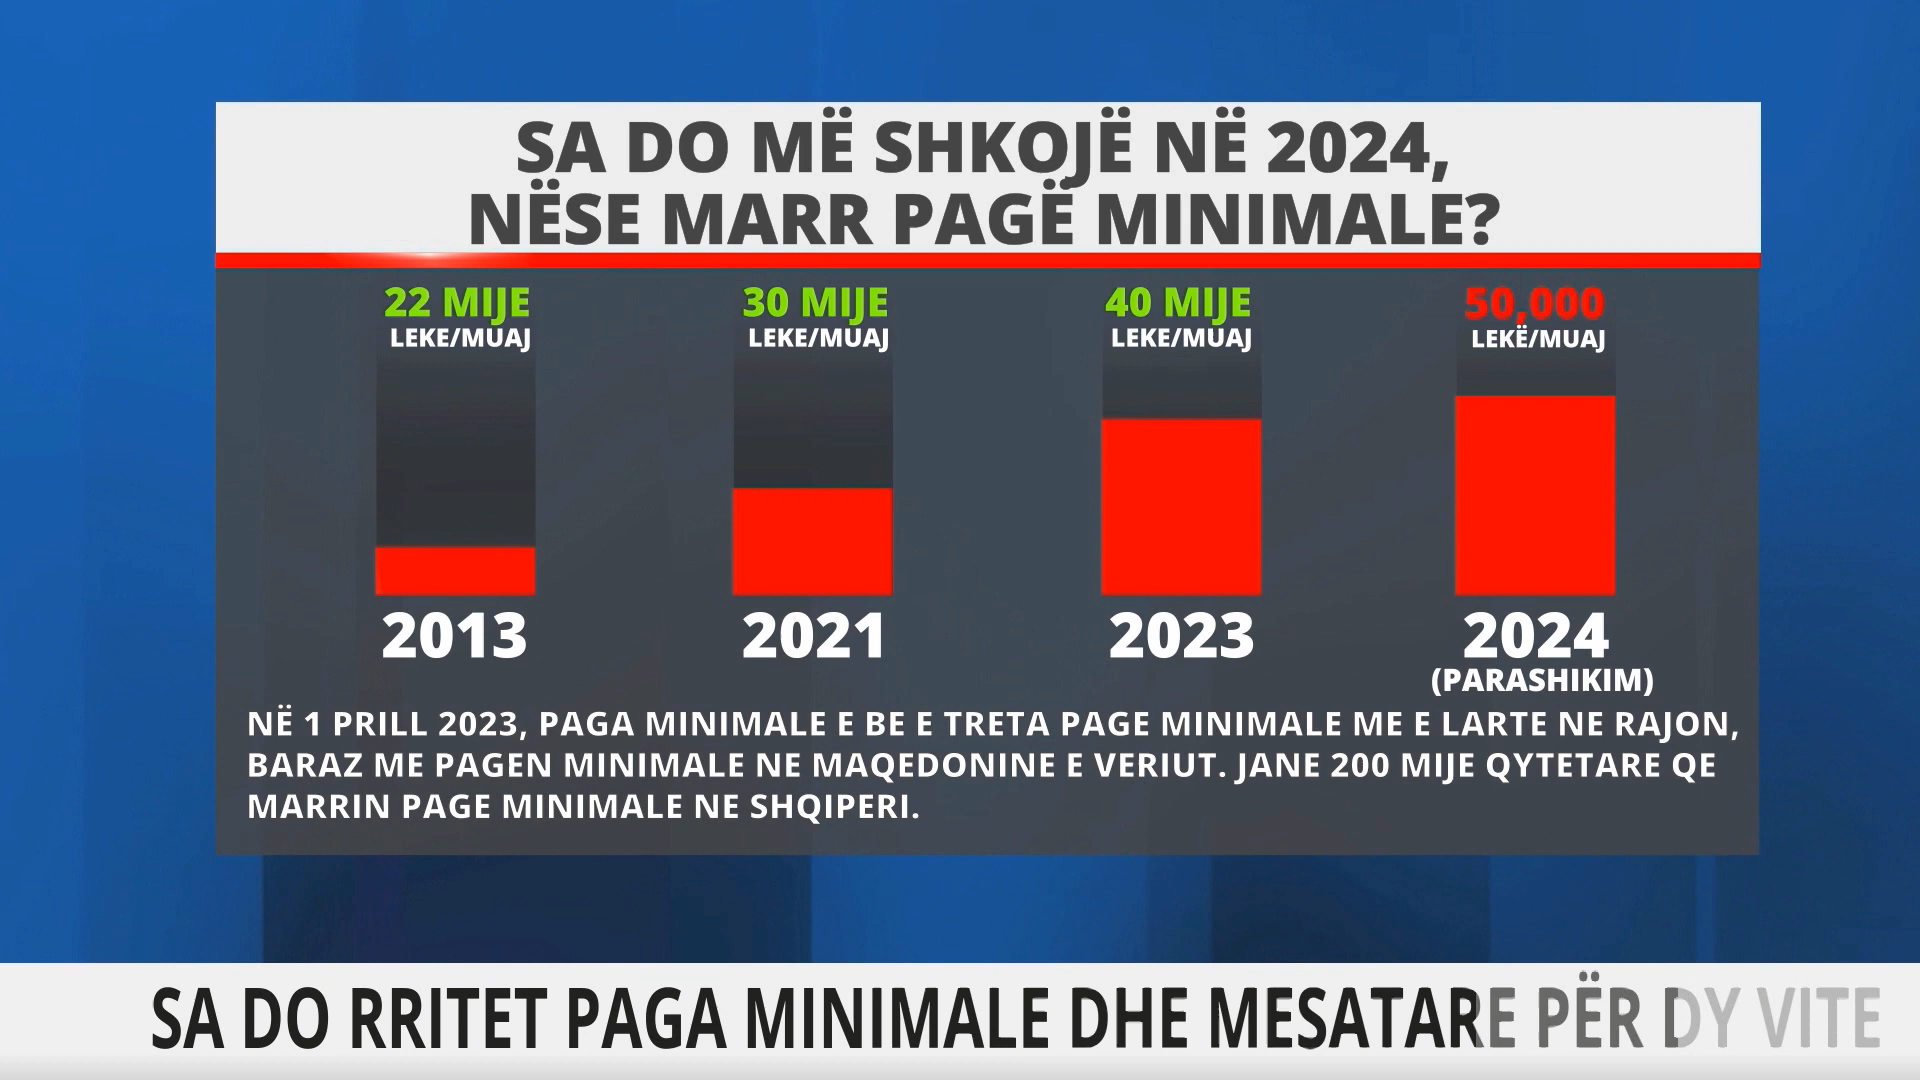 SA DO MË SHKOJË NË 2024,
NËSE MARR PAGË MINIMALE?
22 MIJE
LEKE/MUAJ
30 MIJE
LEKE/MUAJ
40 MIJE
LEKE/MUAJ
50,000
LEKË/MUAJ
2013
2021
2023
2024
(PARASHIKIM)
NË 1 PRILL 2023, PAGA MINIMALE E BE E TRETA PAGE MINIMALE ME E LARTE NE RAJON,
BARAZ ME PAGEN MINIMALE NE MAQEDONINE E VERIUT. JANE 200 MIJE QYTETARE QE
MARRIN PAGE MINIMALE NE SHQIPERI.
SA DO RRITET PAGA MINIMALE DHE MESATARE PËR DY VITE